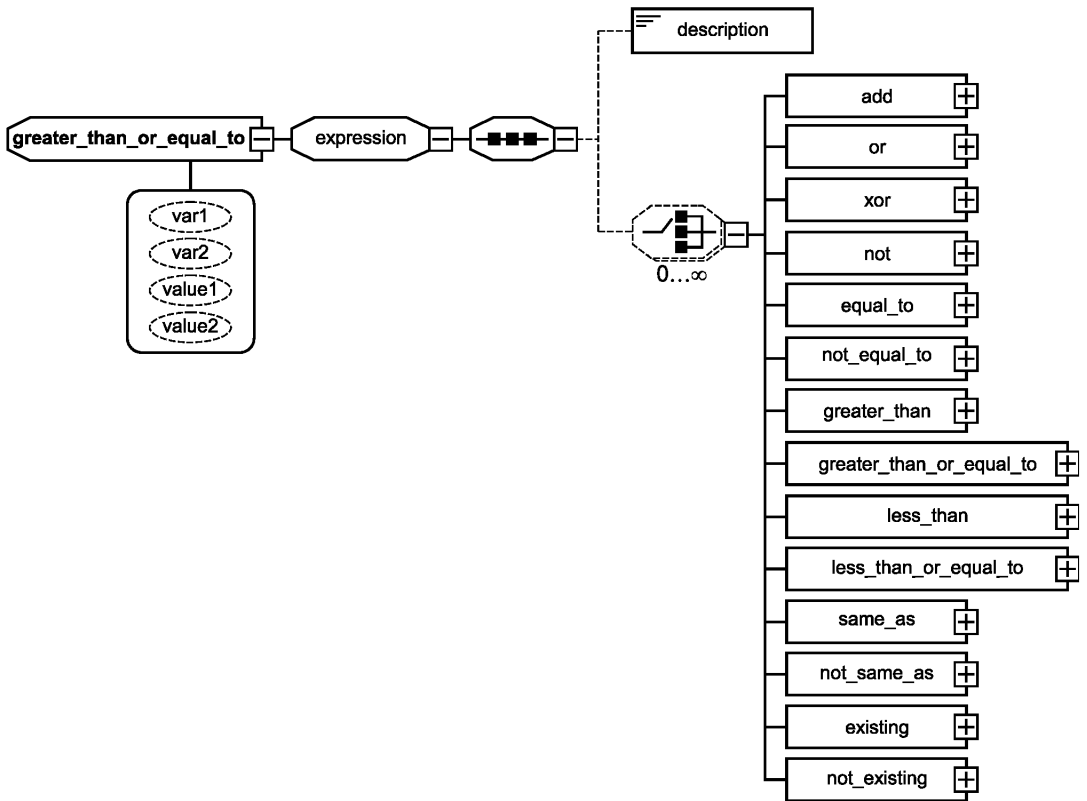 description
greater_than_or_equal_to
expression
var1
var2
value1
value2
0...∞
add
or
xor
not
equal_to
not_equal_to
greater_than
greater_than_or_equal_to
less_than
less_than_or_equal_to
same_as
not_same_as
existing
not_existing